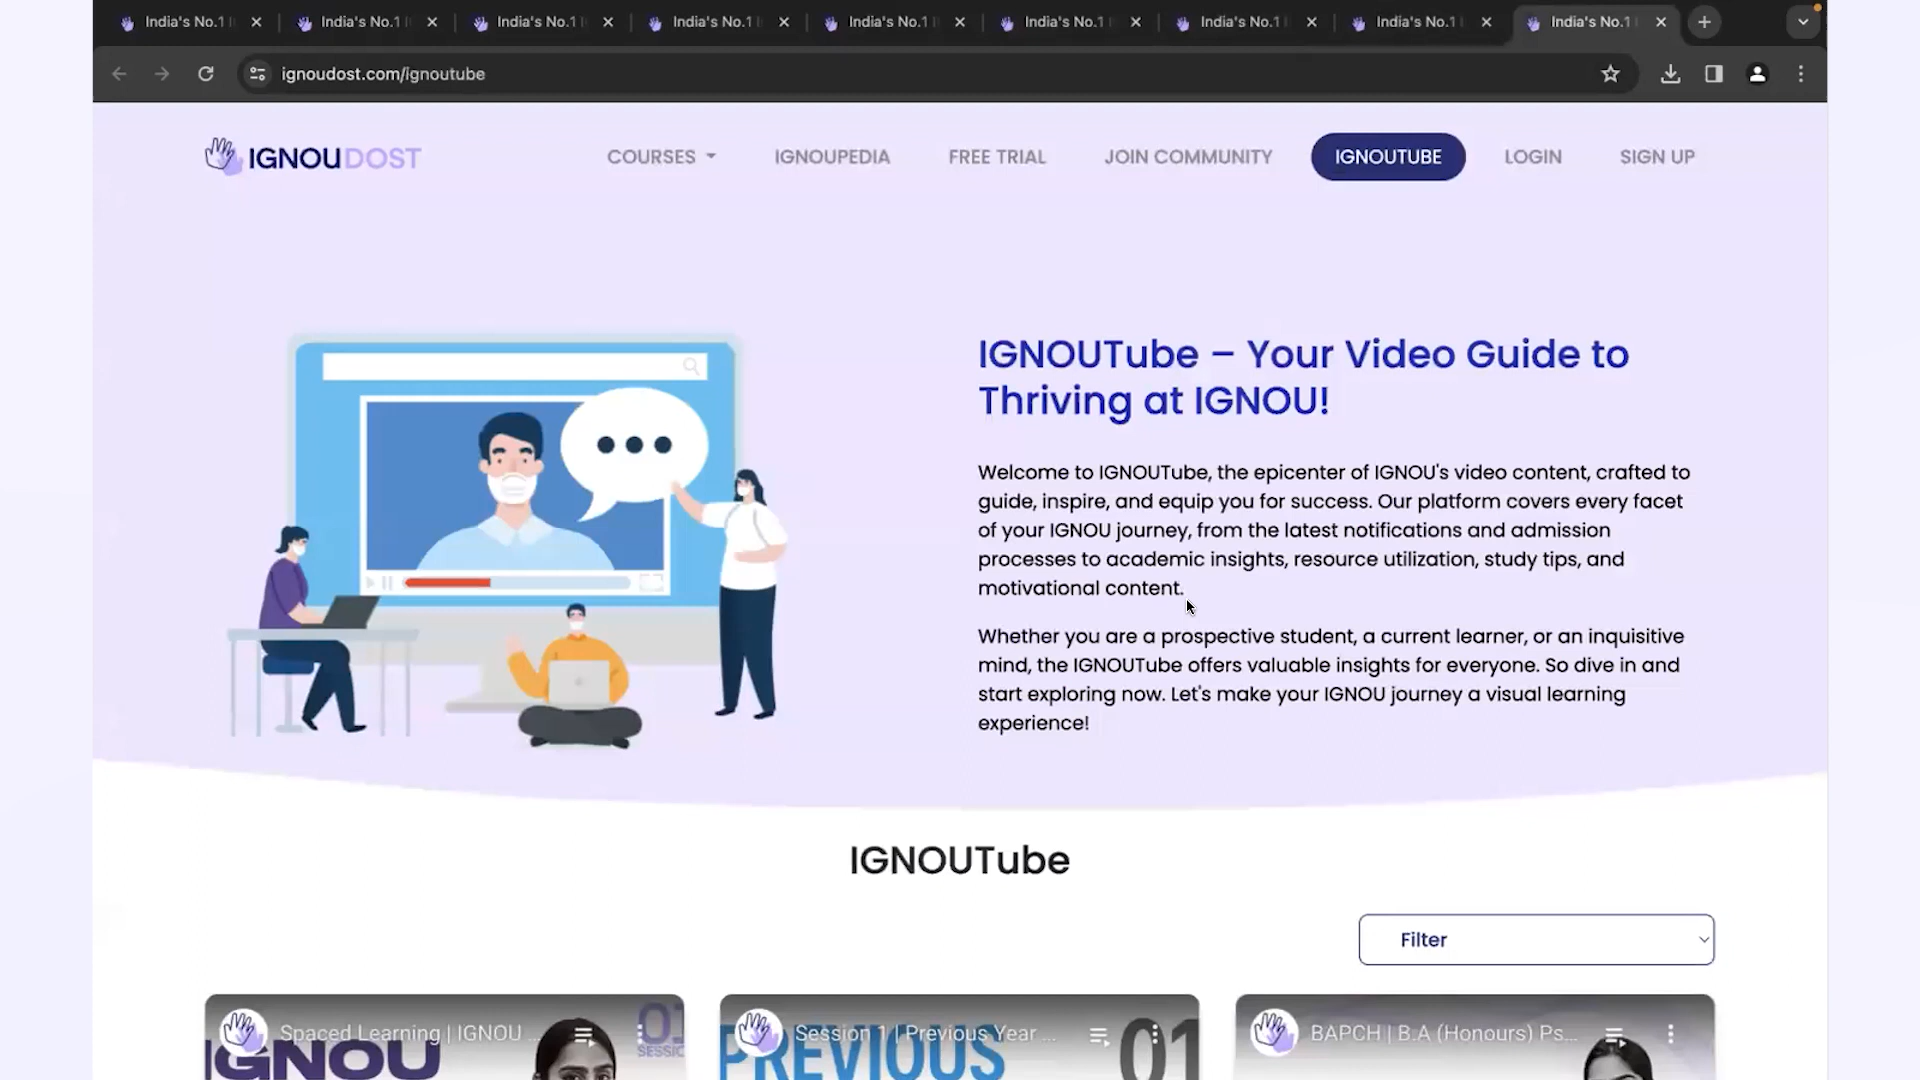 India's No.1 India's No.1 India's No.1 India's No.1 India's No.1 India's No.1 India's No.1 India's No.1 India's No.1
ignoudost.com/ignoutube
IGNOUDOST COURSES IGNOUPEDIA FREE TRIAL JOIN COMMUNITY IGNOUTUBE LOGIN SIGN UP
IGNOUTube – Your Video Guide to
Thriving at IGNOU!
Welcome to IGNOUTube, the epicenter of IGNOU's video content, crafted to
guide, inspire, and equip you for success. Our platform covers every facet
of your IGNOU journey, from the latest notifications and admission
processes to academic insights, resource utilization, study tips, and
motivational content.
Whether you are a prospective student, a current learner, or an inquisitive
mind, the IGNOUTube offers valuable insights for everyone. So dive in and
start exploring now. Let's make your IGNOU journey a visual learning
experience!
IGNOUTube
Filter
Spaced Learning | IGNOU ...
IGNOU
01
Session 1 | Previous Year ...
PREVIOUS
01
BAPCH | B.A (Honours) Ps...